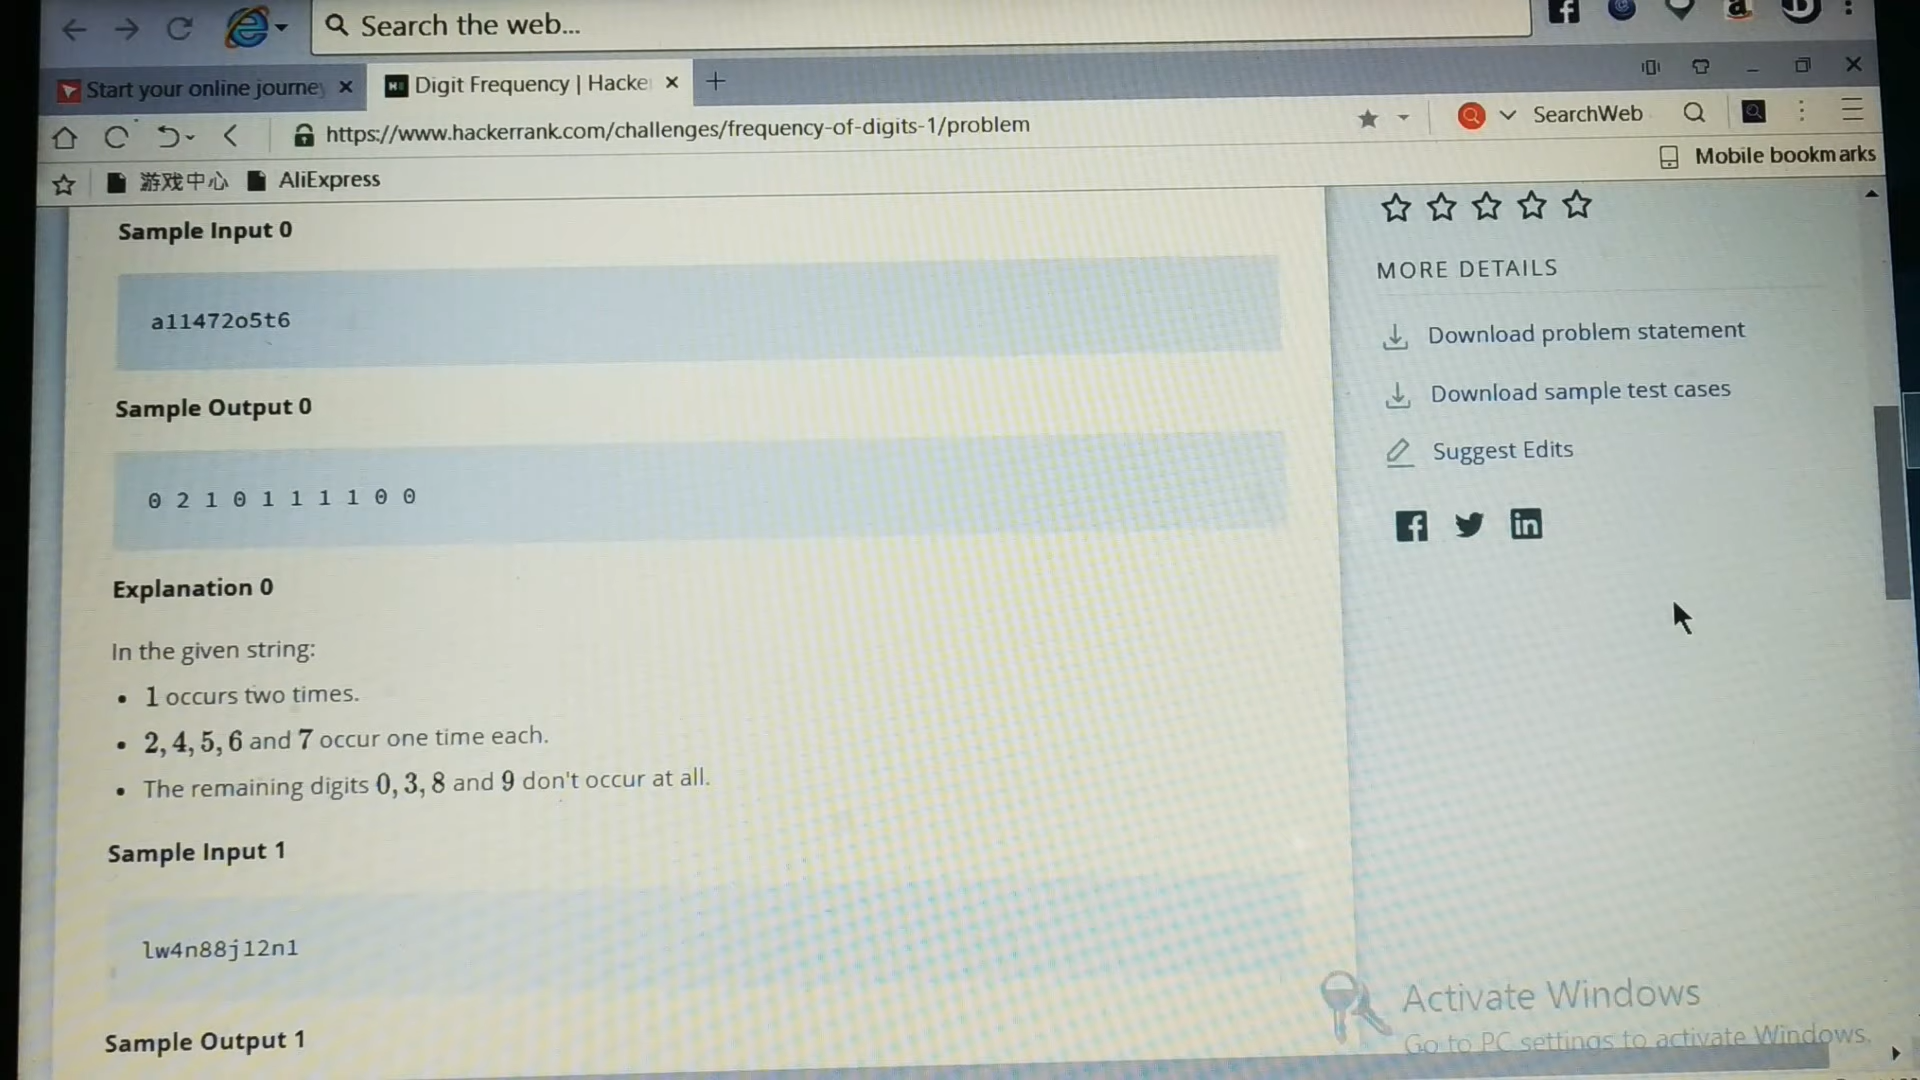 Search the web...
Start your online journey
Digit Frequency | Hacke
https://www.hackerrank.com/challenges/frequency-of-digits-1/problem
SearchWeb
Mobile bookmarks
游戏中心
AliExpress
Sample Input 0
a11472o5t6
Sample Output 0
0 2 1 0 1 1 1 1 0 0
Explanation 0
In the given string:
• 1 occurs two times.
• 2, 4, 5, 6 and 7 occur one time each.
• The remaining digits 0, 3, 8 and 9 don't occur at all.
Sample Input 1
lw4n88j12n1
Sample Output 1
MORE DETAILS
Download problem statement
Download sample test cases
Suggest Edits
Activate Windows
Go to PC settings to activate Windows.